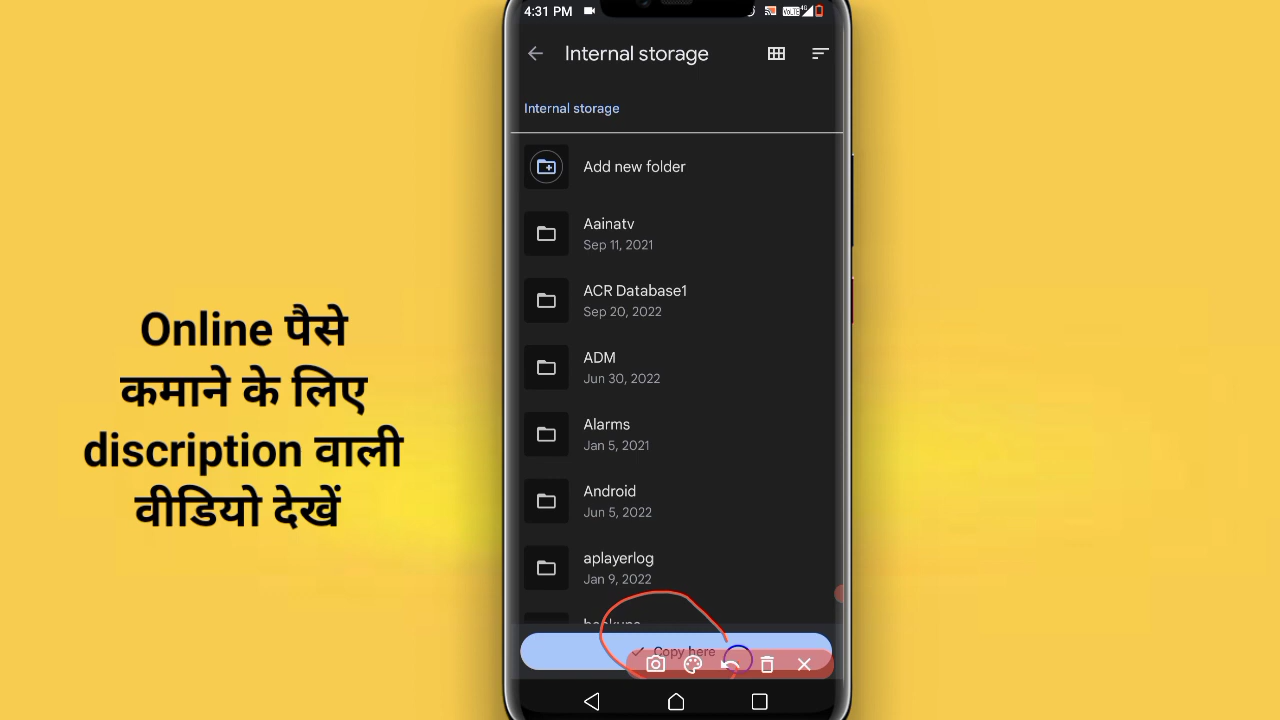 4:31 PM
Internal storage
Internal storage
Add new folder
Aainatv
Sep 11, 2021
ACR Database1
Sep 20, 2022
ADM
Jun 30, 2022
Alarms
Jan 5, 2021
Android
Jun 5, 2022
aplayerlog
Jan 9, 2022
Copy here
Online पैसे
कमाने के लिए
discription वाली
वीडियो देखें